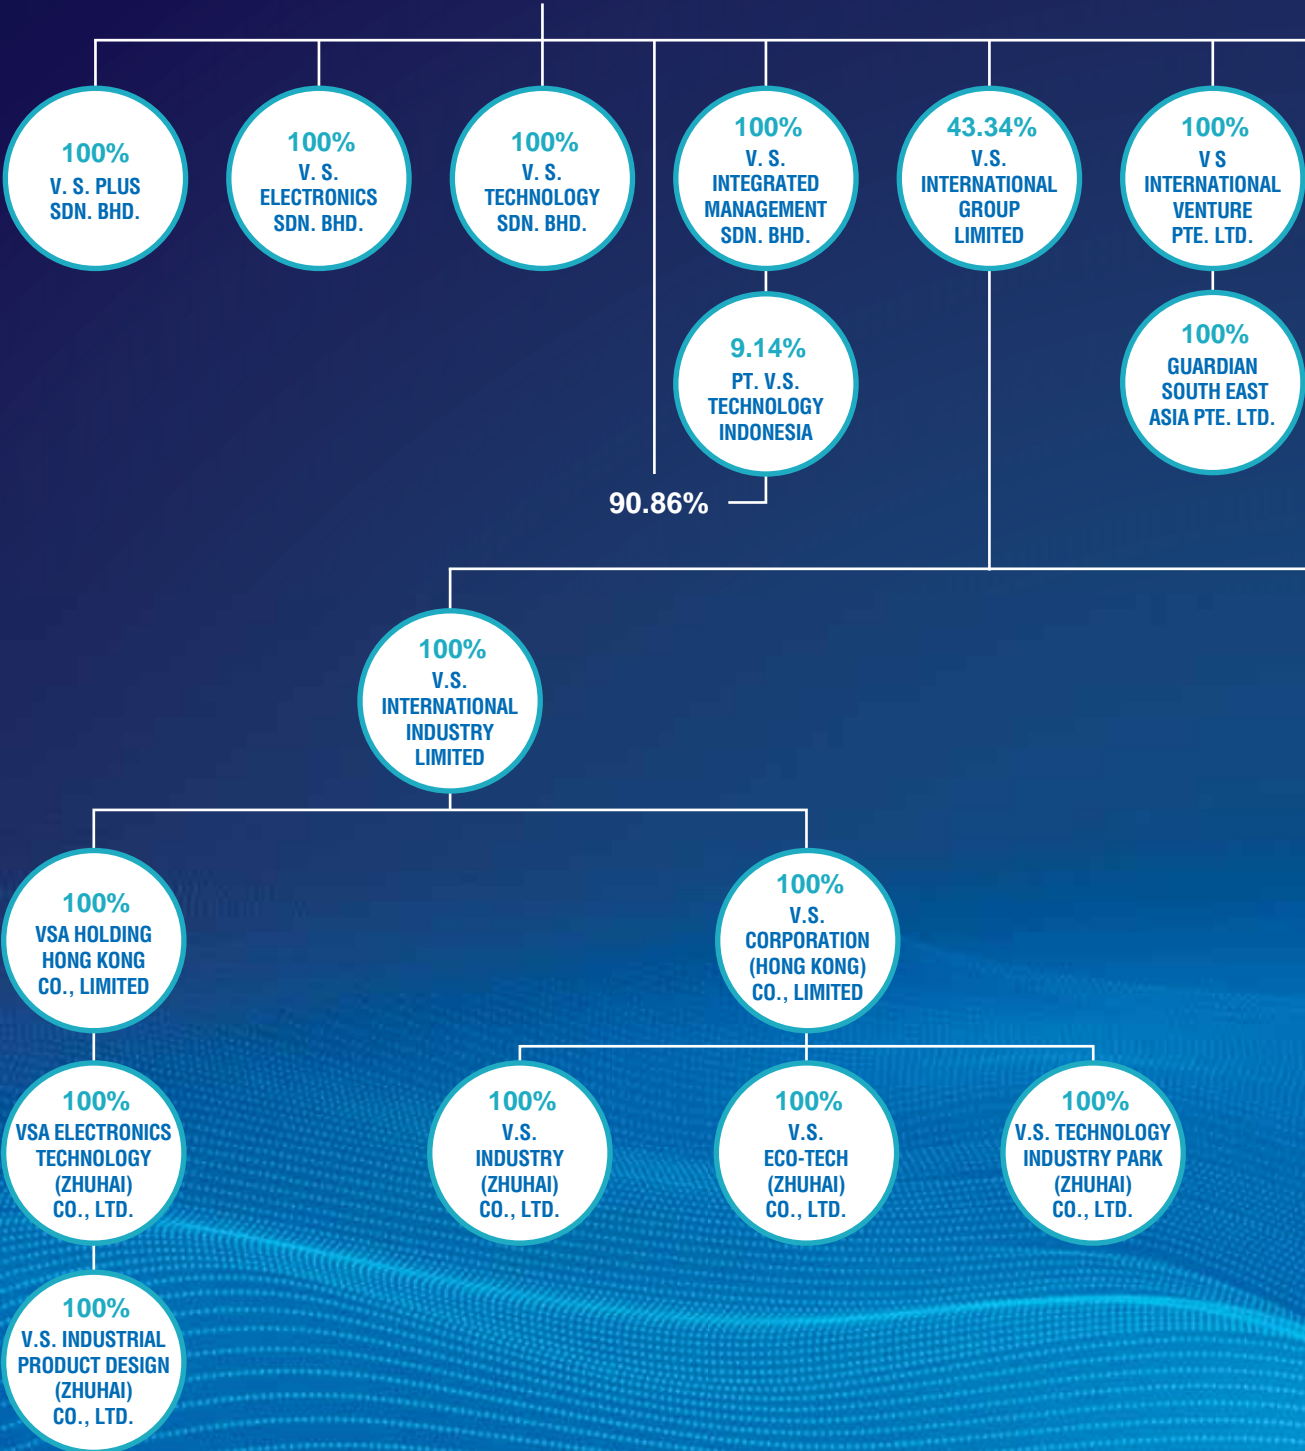 100%
V. S. PLUS
SDN. BHD.
100%
V. S.
ELECTRONICS
SDN. BHD.
100%
V. S.
TECHNOLOGY
SDN. BHD.
100%
V. S.
INTEGRATED
MANAGEMENT
SDN. BHD.
43.34%
V.S.
INTERNATIONAL
GROUP
LIMITED
100%
V S
INTERNATIONAL
VENTURE
PTE. LTD.
9.14%
PT. V.S.
TECHNOLOGY
INDONESIA
100%
GUARDIAN
SOUTH EAST
ASIA PTE. LTD.
90.86%
100%
V.S.
INTERNATIONAL
INDUSTRY
LIMITED
100%
VSA HOLDING
HONG KONG
CO., LIMITED
100%
V.S.
CORPORATION
(HONG KONG)
CO., LIMITED
100%
VSA ELECTRONICS
TECHNOLOGY
(ZHUHAI)
CO., LTD.
100%
V.S.
INDUSTRY
(ZHUHAI)
CO., LTD.
100%
V.S.
ECO-TECH
(ZHUHAI)
CO., LTD.
100%
V.S. TECHNOLOGY
INDUSTRY PARK
(ZHUHAI)
CO., LTD.
100%
V.S. INDUSTRIAL
PRODUCT DESIGN
(ZHUHAI)
CO., LTD.